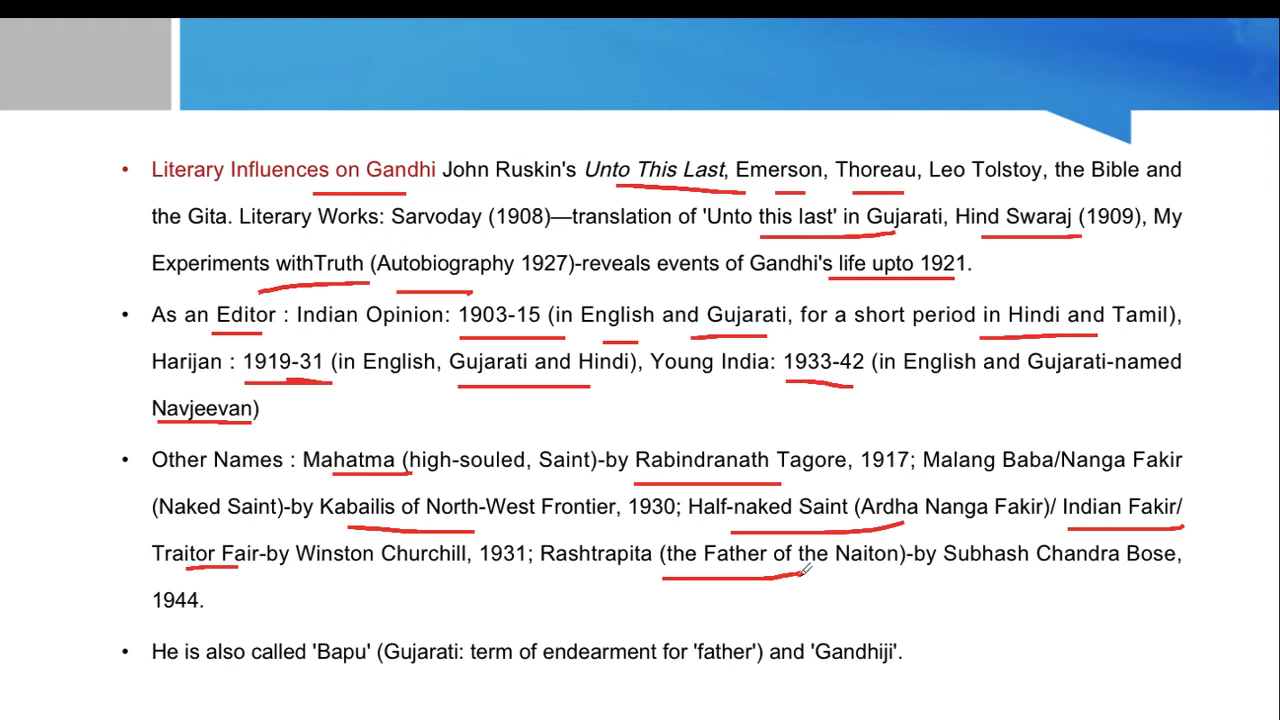 • Literary Influences on Gandhi John Ruskin's Unto This Last, Emerson, Thoreau, Leo Tolstoy, the Bible and
the Gita. Literary Works: Sarvoday (1908)—translation of 'Unto this last' in Gujarati, Hind Swaraj (1909), My
Experiments withTruth (Autobiography 1927)-reveals events of Gandhi's life upto 1921.
• As an Editor : Indian Opinion: 1903-15 (in English and Gujarati, for a short period in Hindi and Tamil),
Harijan : 1919-31 (in English, Gujarati and Hindi), Young India: 1933-42 (in English and Gujarati-named
Navjeevan)
• Other Names : Mahatma (high-souled, Saint)-by Rabindranath Tagore, 1917; Malang Baba/Nanga Fakir
(Naked Saint)-by Kabailis of North-West Frontier, 1930; Half-naked Saint (Ardha Nanga Fakir)/ Indian Fakir/
Traitor Fair-by Winston Churchill, 1931; Rashtrapita (the Father of the Naiton)-by Subhash Chandra Bose,
1944.
• He is also called 'Bapu' (Gujarati: term of endearment for 'father') and 'Gandhiji'.